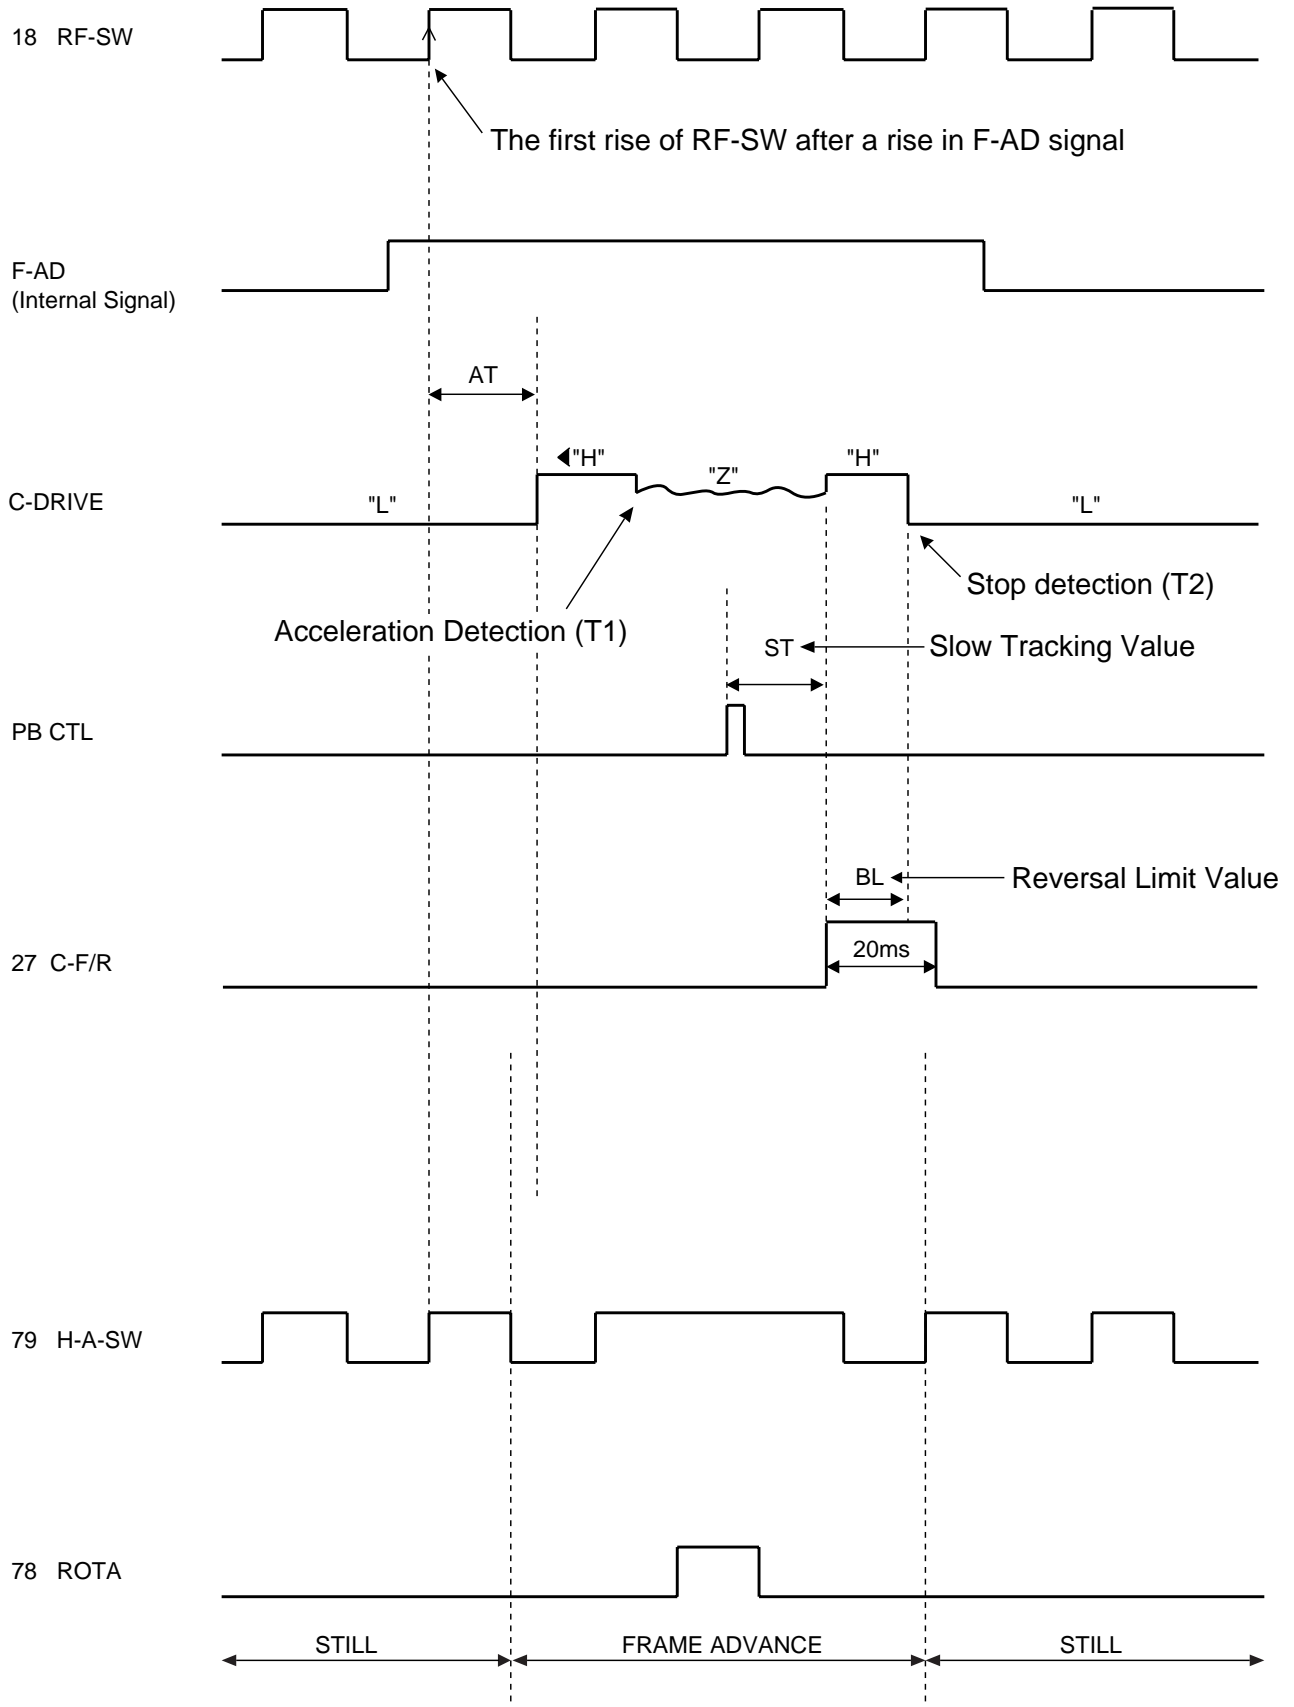 18 RF-SW
The first rise of RF-SW after a rise in F-AD signal
F-AD
(Internal Signal)
AT
"H"
"Z"
"H"
C-DRIVE
"L"
"L"
Stop detection (T2)
Acceleration Detection (T1)
ST
Slow Tracking Value
PB CTL
BL
Reversal Limit Value
20ms
27 C-F/R
79 H-A-SW
78 ROTA
STILL
FRAME ADVANCE
STILL